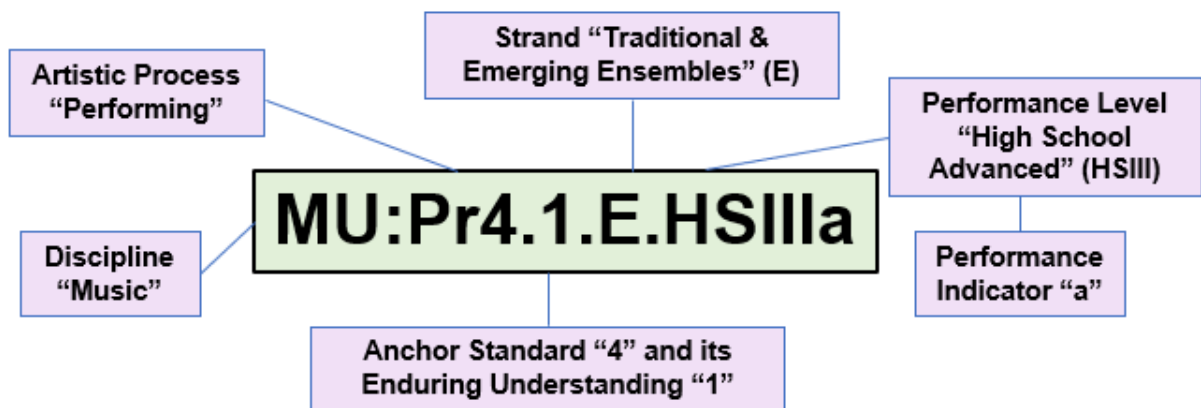 Strand “Traditional &
Emerging Ensembles” (E)
Artistic Process
“Performing”
Performance Level
“High School
Advanced” (HSIII)
MU:Pr4.1.E.HSIIIa
Discipline
“Music”
Performance
Indicator “a”
Anchor Standard “4” and its
Enduring Understanding “1”